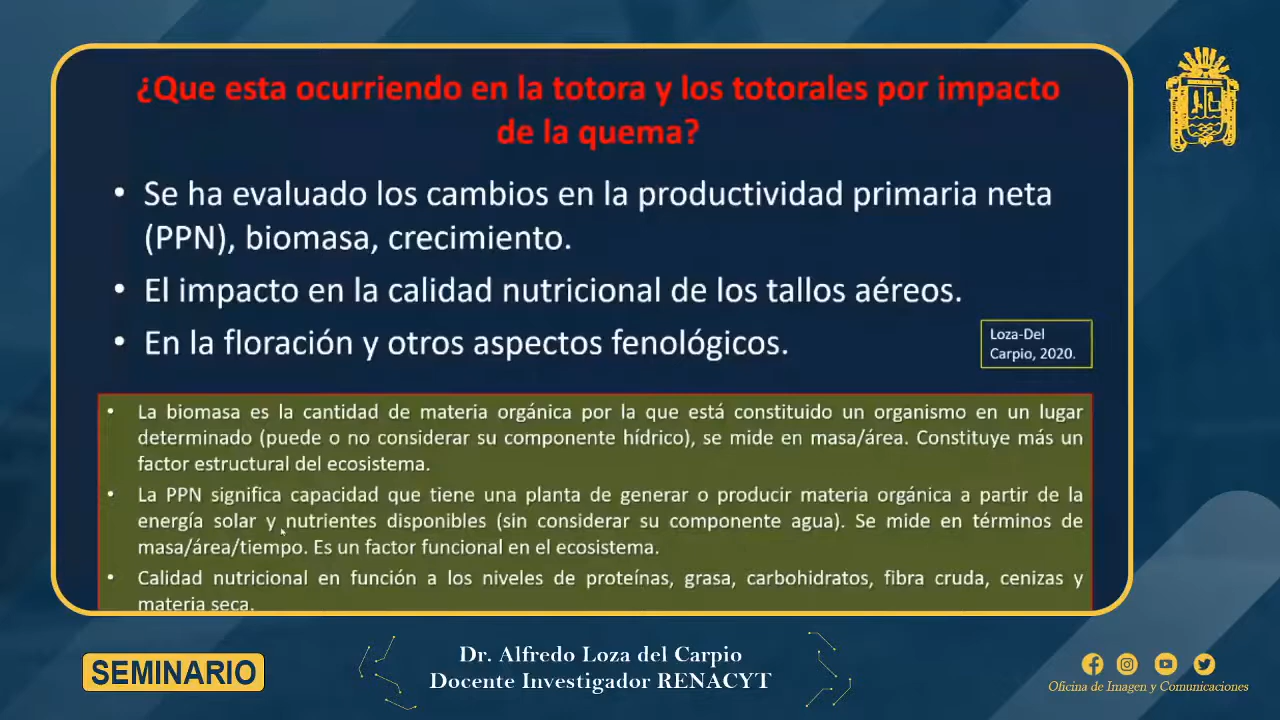 ¿Que esta ocurriendo en la totora y los totorales por impacto
de la quema?
• Se ha evaluado los cambios en la productividad primaria neta
(PPN), biomasa, crecimiento.
• El impacto en la calidad nutricional de los tallos aéreos.
• En la floración y otros aspectos fenológicos.
Loza-Del
Carpio, 2020.
• La biomasa es la cantidad de materia orgánica por la que está constituido un organismo en un lugar
determinado (puede o no considerar su componente hídrico), se mide en masa/área. Constituye más un
factor estructural del ecosistema.
• La PPN significa capacidad que tiene una planta de generar o producir materia orgánica a partir de la
energía solar y nutrientes disponibles (sin considerar su componente agua). Se mide en términos de
masa/área/tiempo. Es un factor funcional en el ecosistema.
• Calidad nutricional en función a los niveles de proteínas, grasa, carbohidratos, fibra cruda, cenizas y
materia seca.
SEMINARIO
Dr. Alfredo Loza del Carpio
Docente Investigador RENACYT
Oficina de Imagen y Comunicaciones